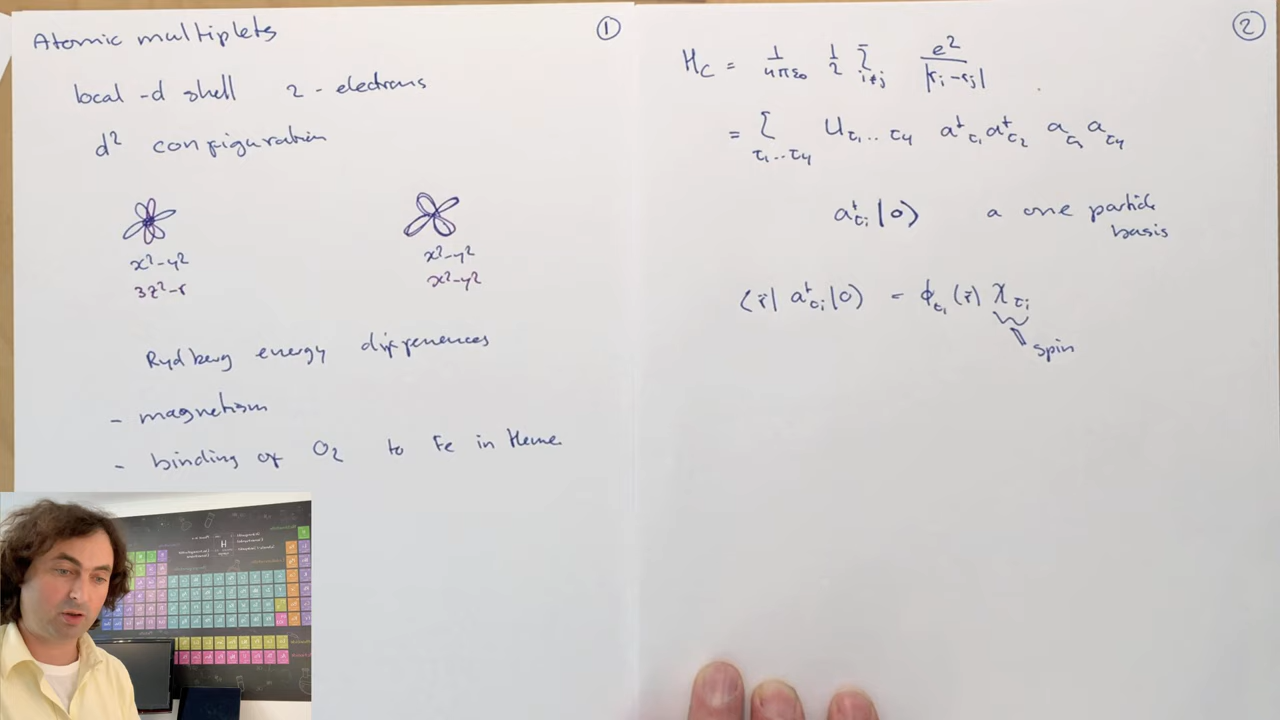 Atomic multiplets
①
local -d shell 2 - electrons
d² configuration
x²-y²
3z²-r
x²-y²
x²-y²
Rydberg energy differences
- magnetism
- binding of O₂ to Fe in Heme
②
H_C = 1/4πε₀ 1/2 Σ_{i≠j} e²/|r_i - r_j|
= Σ_{τ₁..τ₄} U_{τ₁..τ₄} a†_{τ₁} a†_{τ₂} a_{τ₃} a_{τ₄}
a†_{τi}|0⟩ a one particle
basis
⟨r̄| a†_{τi}|0⟩ = ϕ_{τi}(r̄) χ_{τi}
spin